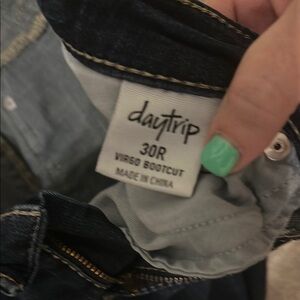 daytrip
30R
VIRGO BOOTCUT
MADE IN CHINA